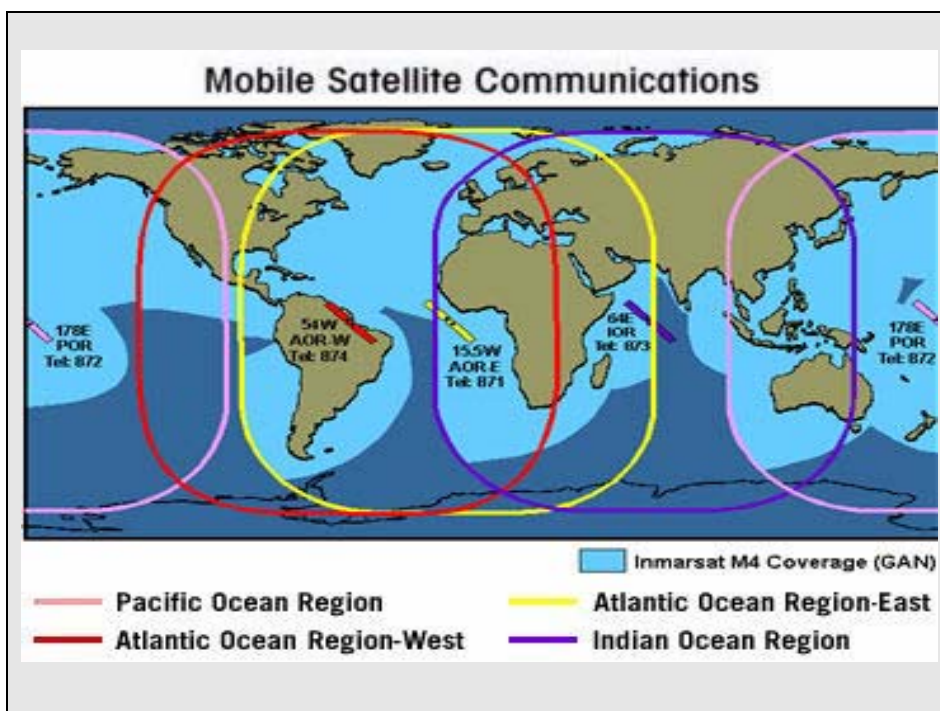 Mobile Satellite Communications
178E
POR
Tel: 872
54W
AOR-W
Tel: 874
15.5W
AOR-E
Tel: 871
64E
IOR
Tel: 873
178E
POR
Tel: 872
Inmarsat M4 Coverage (GAN)
Pacific Ocean Region
Atlantic Ocean Region-East
Atlantic Ocean Region-West
Indian Ocean Region